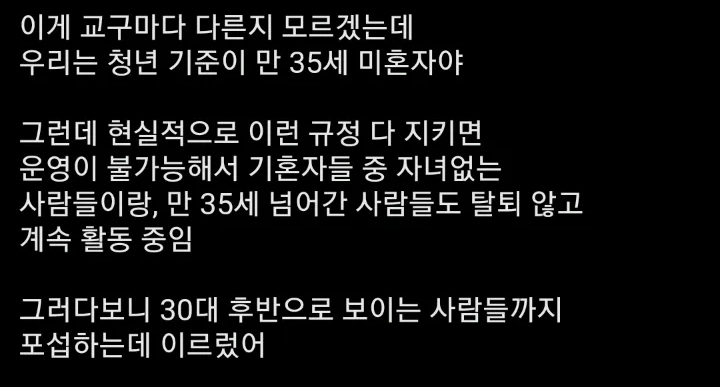 이게 교구마다 다른지 모르겠는데
우리는 청년 기준이 만 35세 미혼자야
그런데 현실적으로 이런 규정 다 지키면
운영이 불가능해서 기혼자들 중 자녀없는
사람들이랑, 만 35세 넘어간 사람들도 탈퇴 않고
계속 활동 중임
그러다보니 30대 후반으로 보이는 사람들까지
포섭하는데 이르렀어